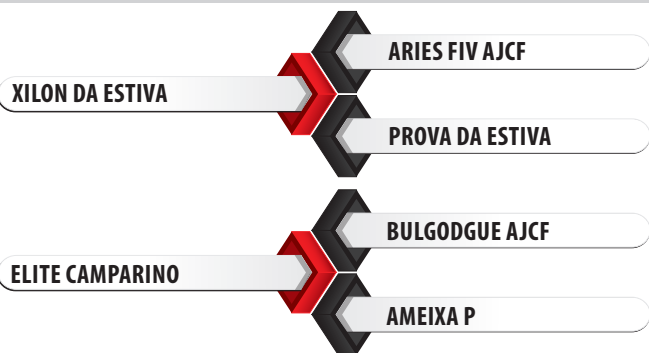 ARIES FIV AJCF
XILON DA ESTIVA
PROVA DA ESTIVA
BULGODGUE AJCF
ELITE CAMPARINO
AMEIXA P